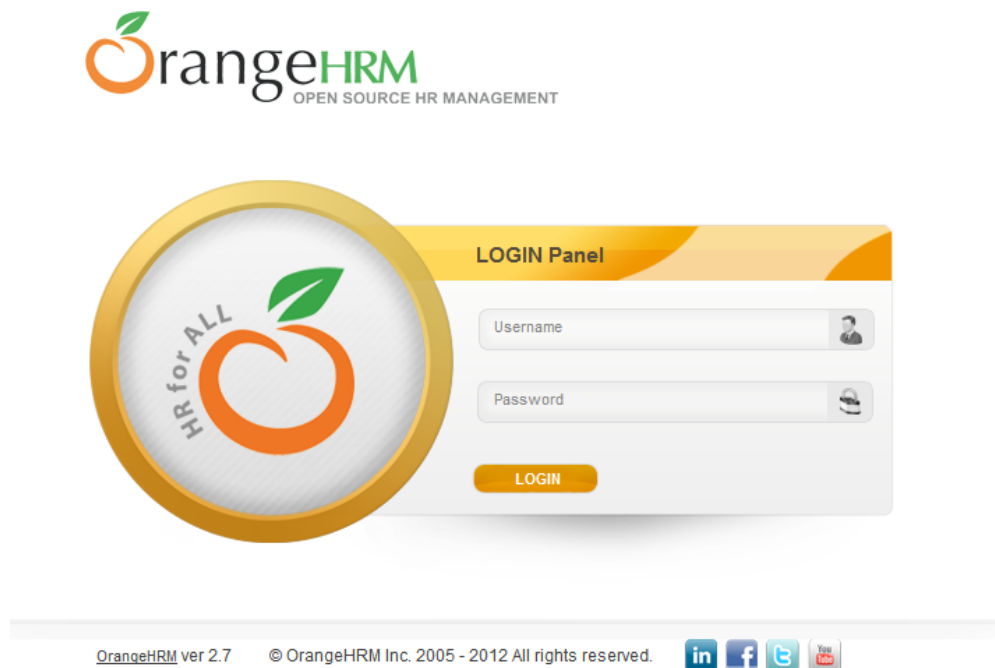 OrangeHRM
OPEN SOURCE HR MANAGEMENT
HR for ALL
LOGIN Panel
Username
Password
LOGIN
OrangeHRM ver 2.7 © OrangeHRM Inc. 2005 - 2012 All rights reserved. in f t You Tube